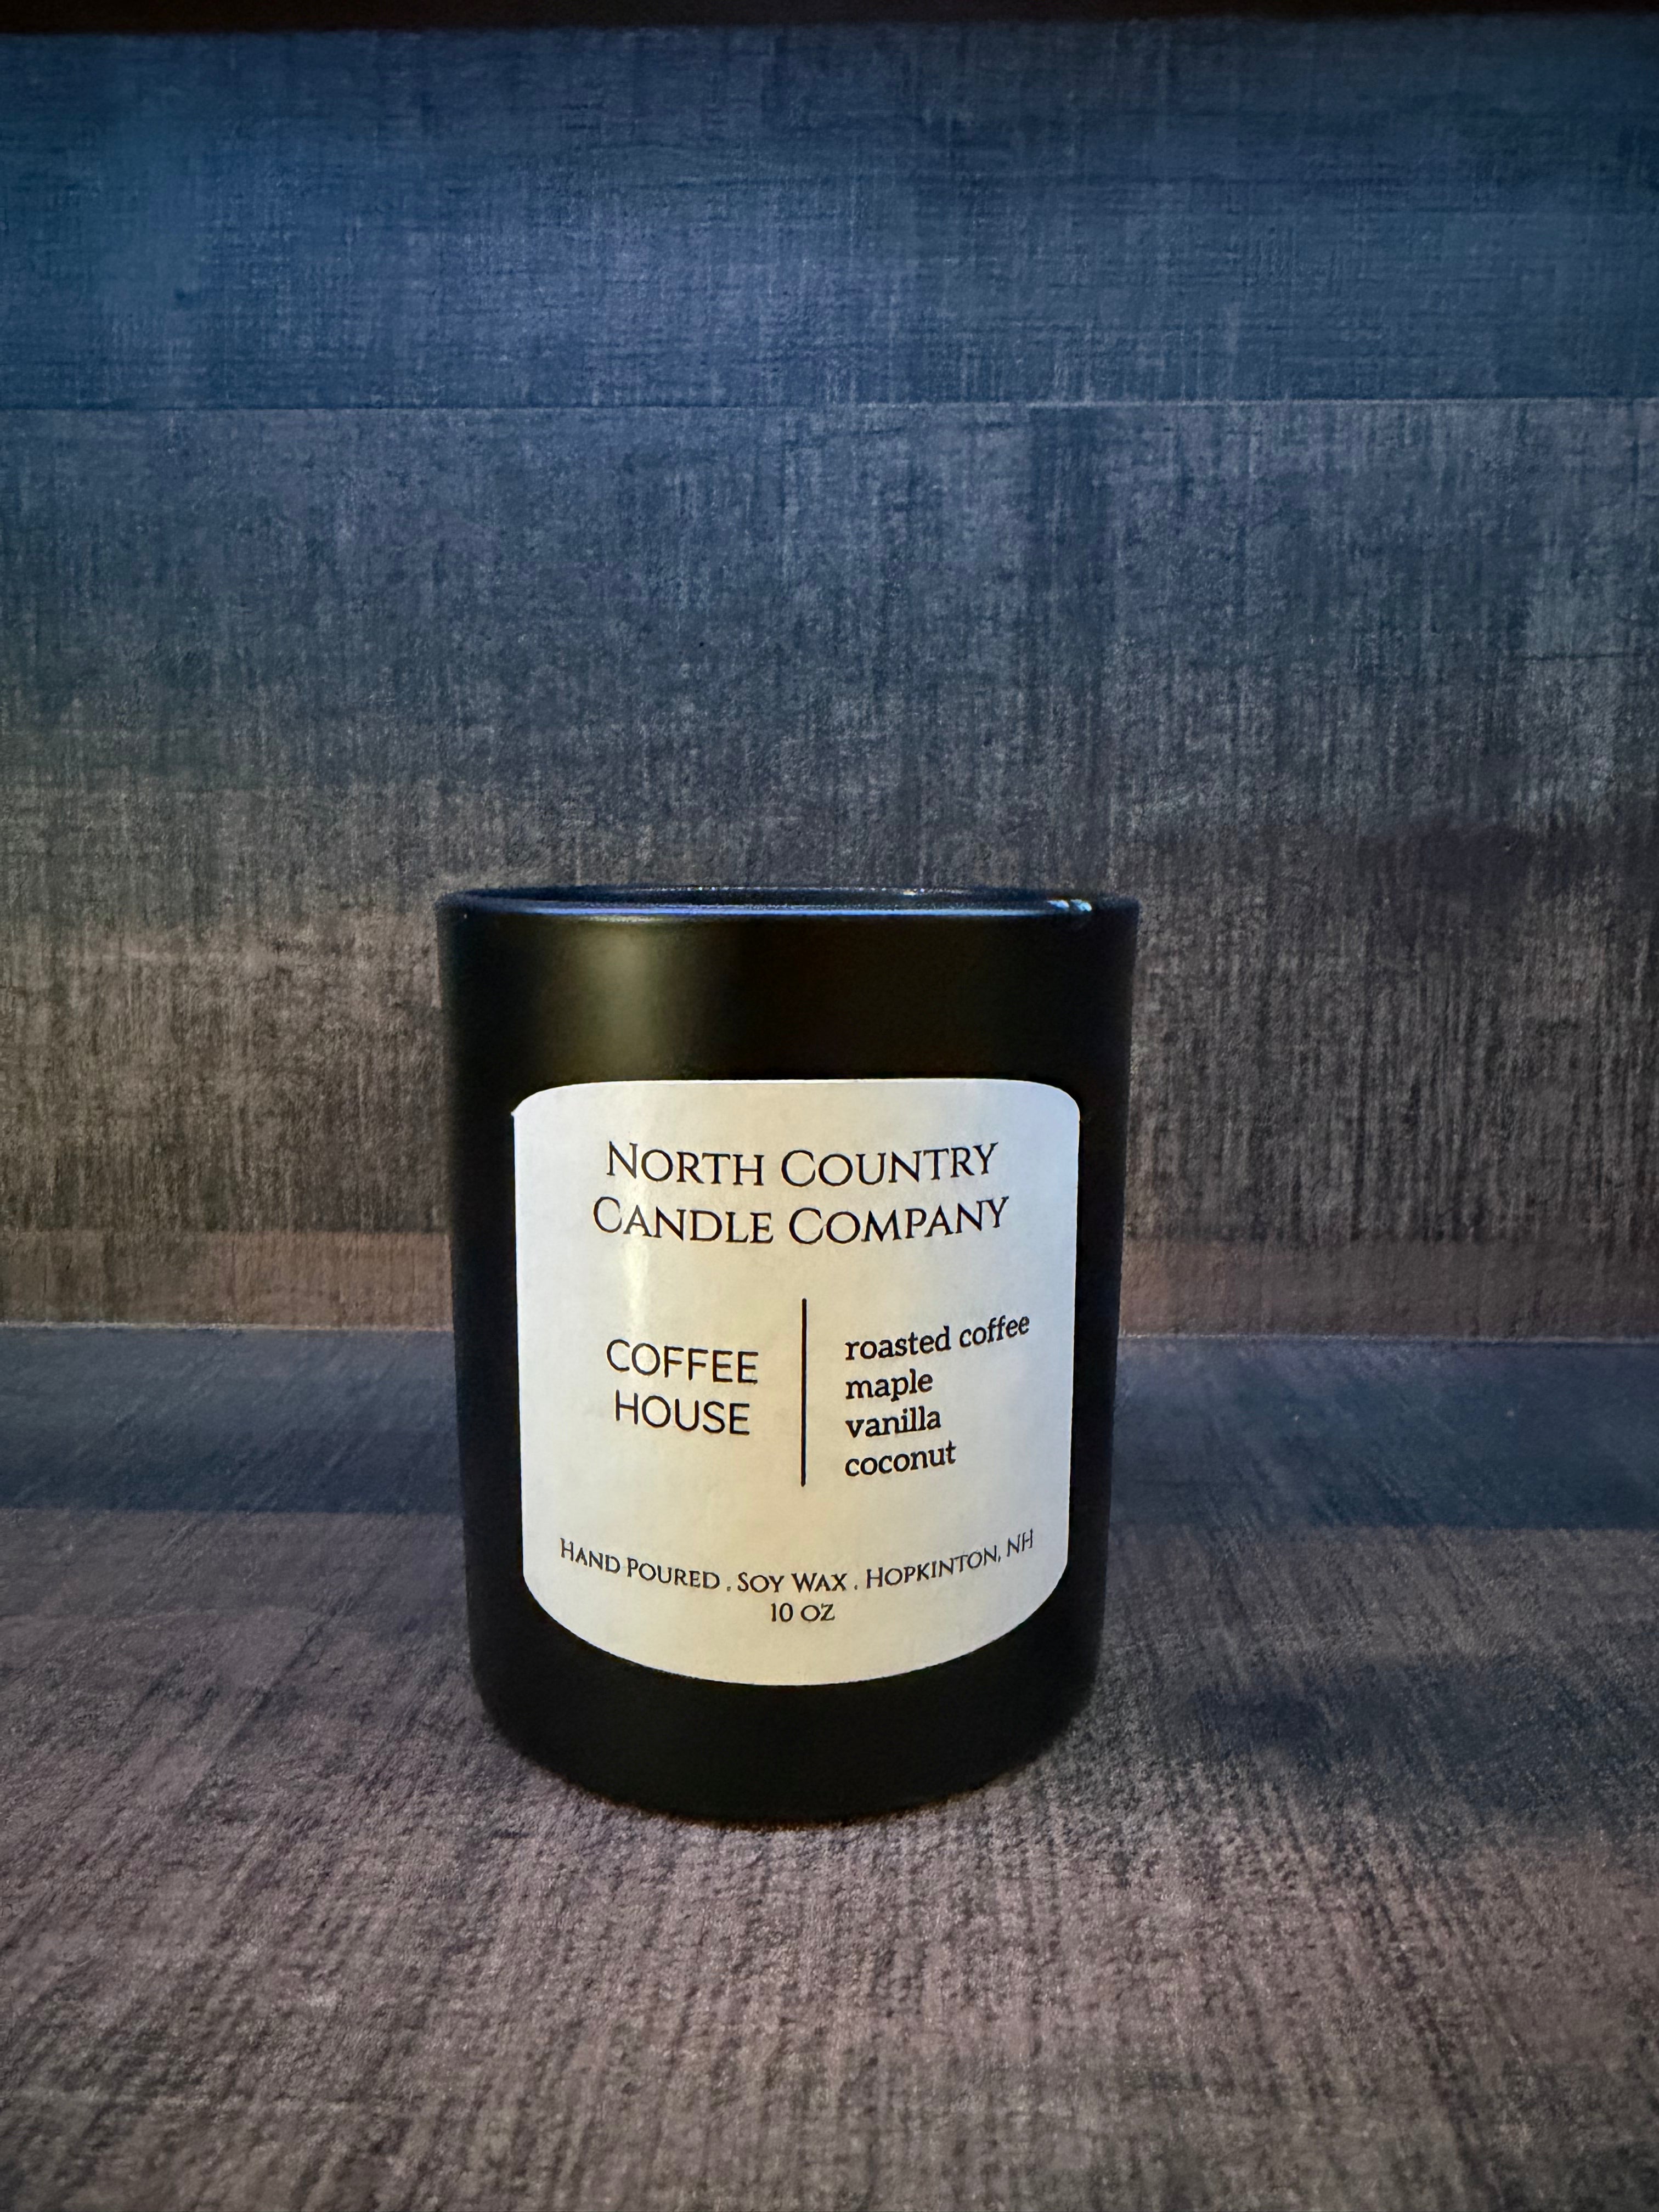 North Country
Candle Company
COFFEE
HOUSE
roasted coffee
maple
vanilla
coconut
Hand Poured . Soy Wax . Hopkinton, NH
10 oz